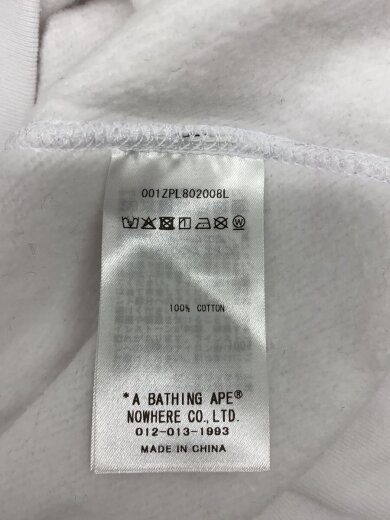 001ZPL802008L
100% COTTON
*A BATHING APE®
NOWHERE CO., LTD.
012-013-1993
MADE IN CHINA